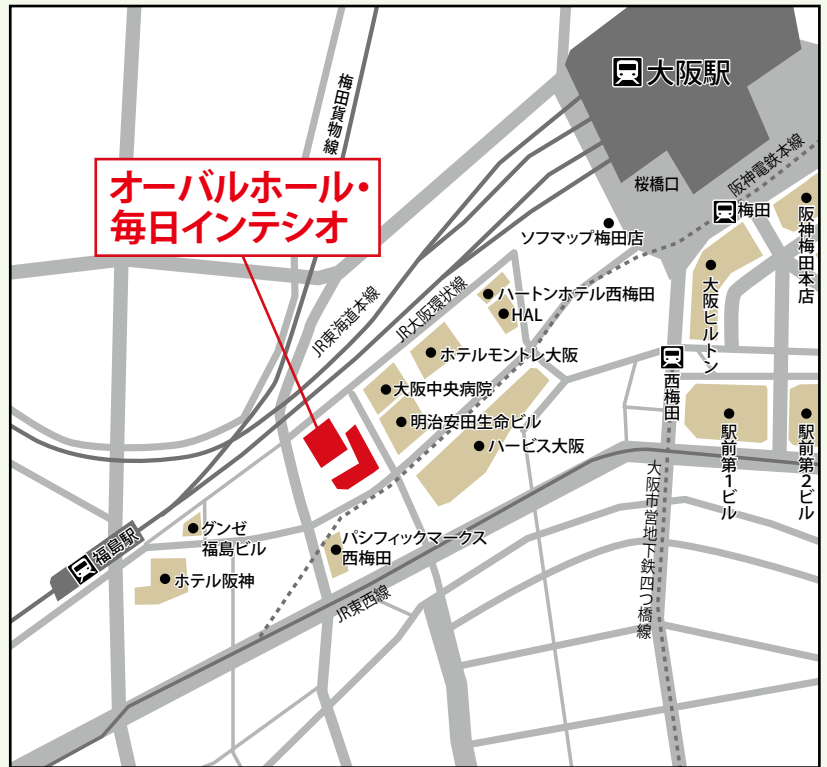 大阪駅
梅田貨物線
オーバルホール・
毎日インテシオ
桜橋口
阪神電鉄本線
梅田
阪神梅田本店
ソフマップ梅田店
大阪ヒルトン
JR東海道本線
JR大阪環状線
ハートンホテル西梅田
HAL
ホテルモントレ大阪
西梅田
大阪中央病院
明治安田生命ビル
ハービス大阪
駅前第1ビル
駅前第2ビル
大阪市営地下鉄四つ橋線
福島駅
グンゼ
福島ビル
パシフィックマークス
西梅田
ホテル阪神
JR東西線